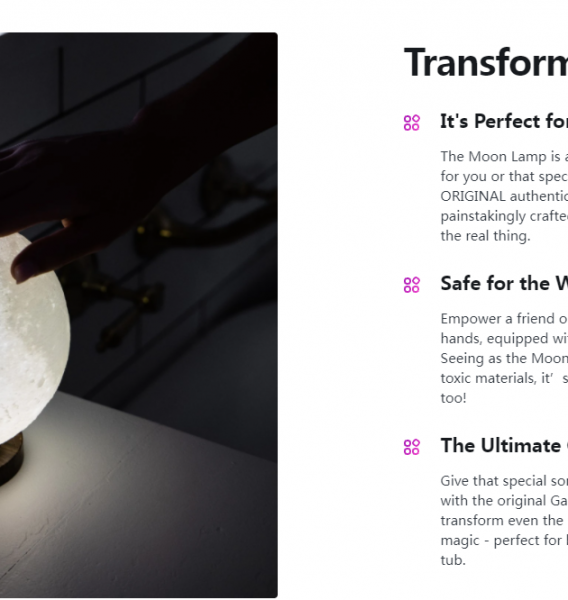 Transform
It's Perfect for
The Moon Lamp is a
for you or that spec
ORIGINAL authentic
painstakingly crafte
the real thing.
Safe for the W
Empower a friend o
hands, equipped wi
Seeing as the Moon
toxic materials, it’ s
too!
The Ultimate
Give that special so
with the original Ga
transform even the
magic - perfect for
tub.